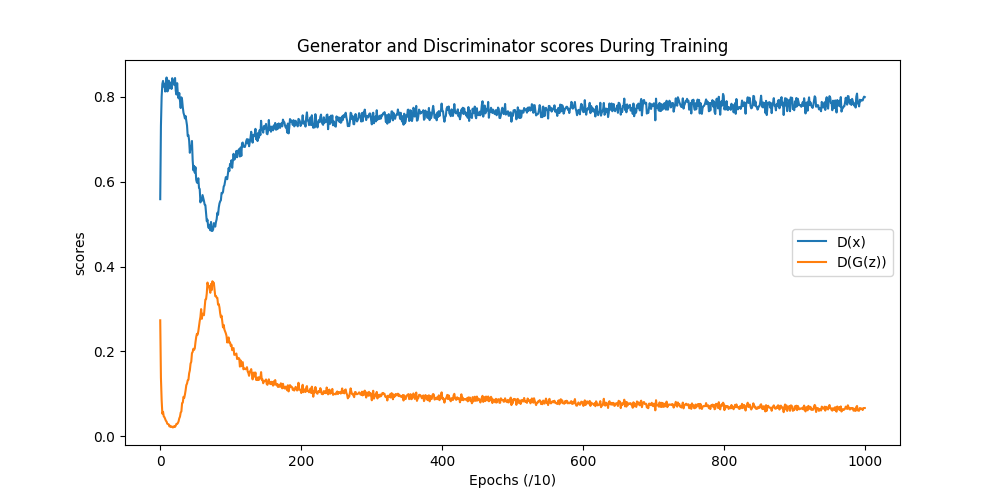 Generator and Discriminator scores During Training
0.8
0.6
0.4
0.2
0.0
scores
D(x)
D(G(z))
0
200
400
600
800
1000
Epochs (/10)